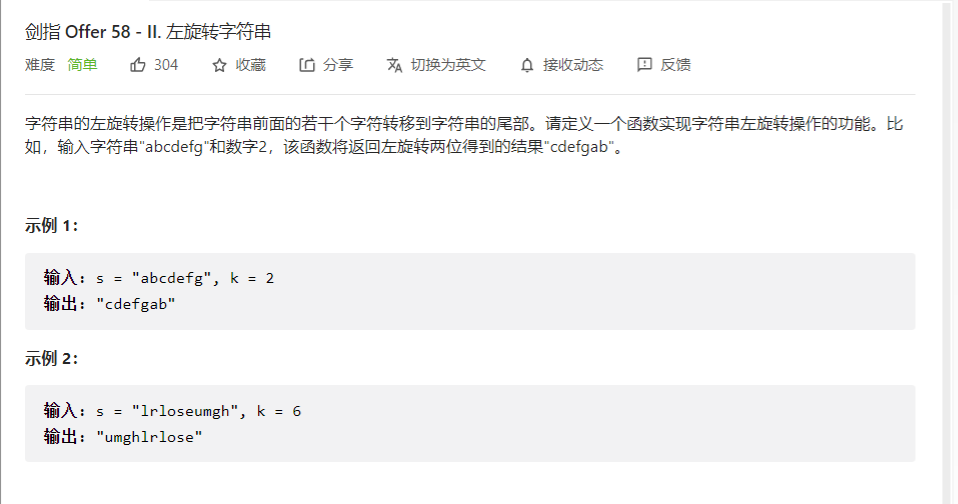 剑指 Offer 58 - II. 左旋转字符串
难度 简单 304 收藏 分享 切换为英文 接收动态 反馈
字符串的左旋转操作是把字符串前面的若干个字符转移到字符串的尾部。请定义一个函数实现字符串左旋转操作的功能。比
如，输入字符串"abcdefg"和数字2，该函数将返回左旋转两位得到的结果"cdefgab"。
示例 1：
输入: s = "abcdefg", k = 2
输出: "cdefgab"
示例 2：
输入: s = "lrloseumgh", k = 6
输出: "umghlrlose"